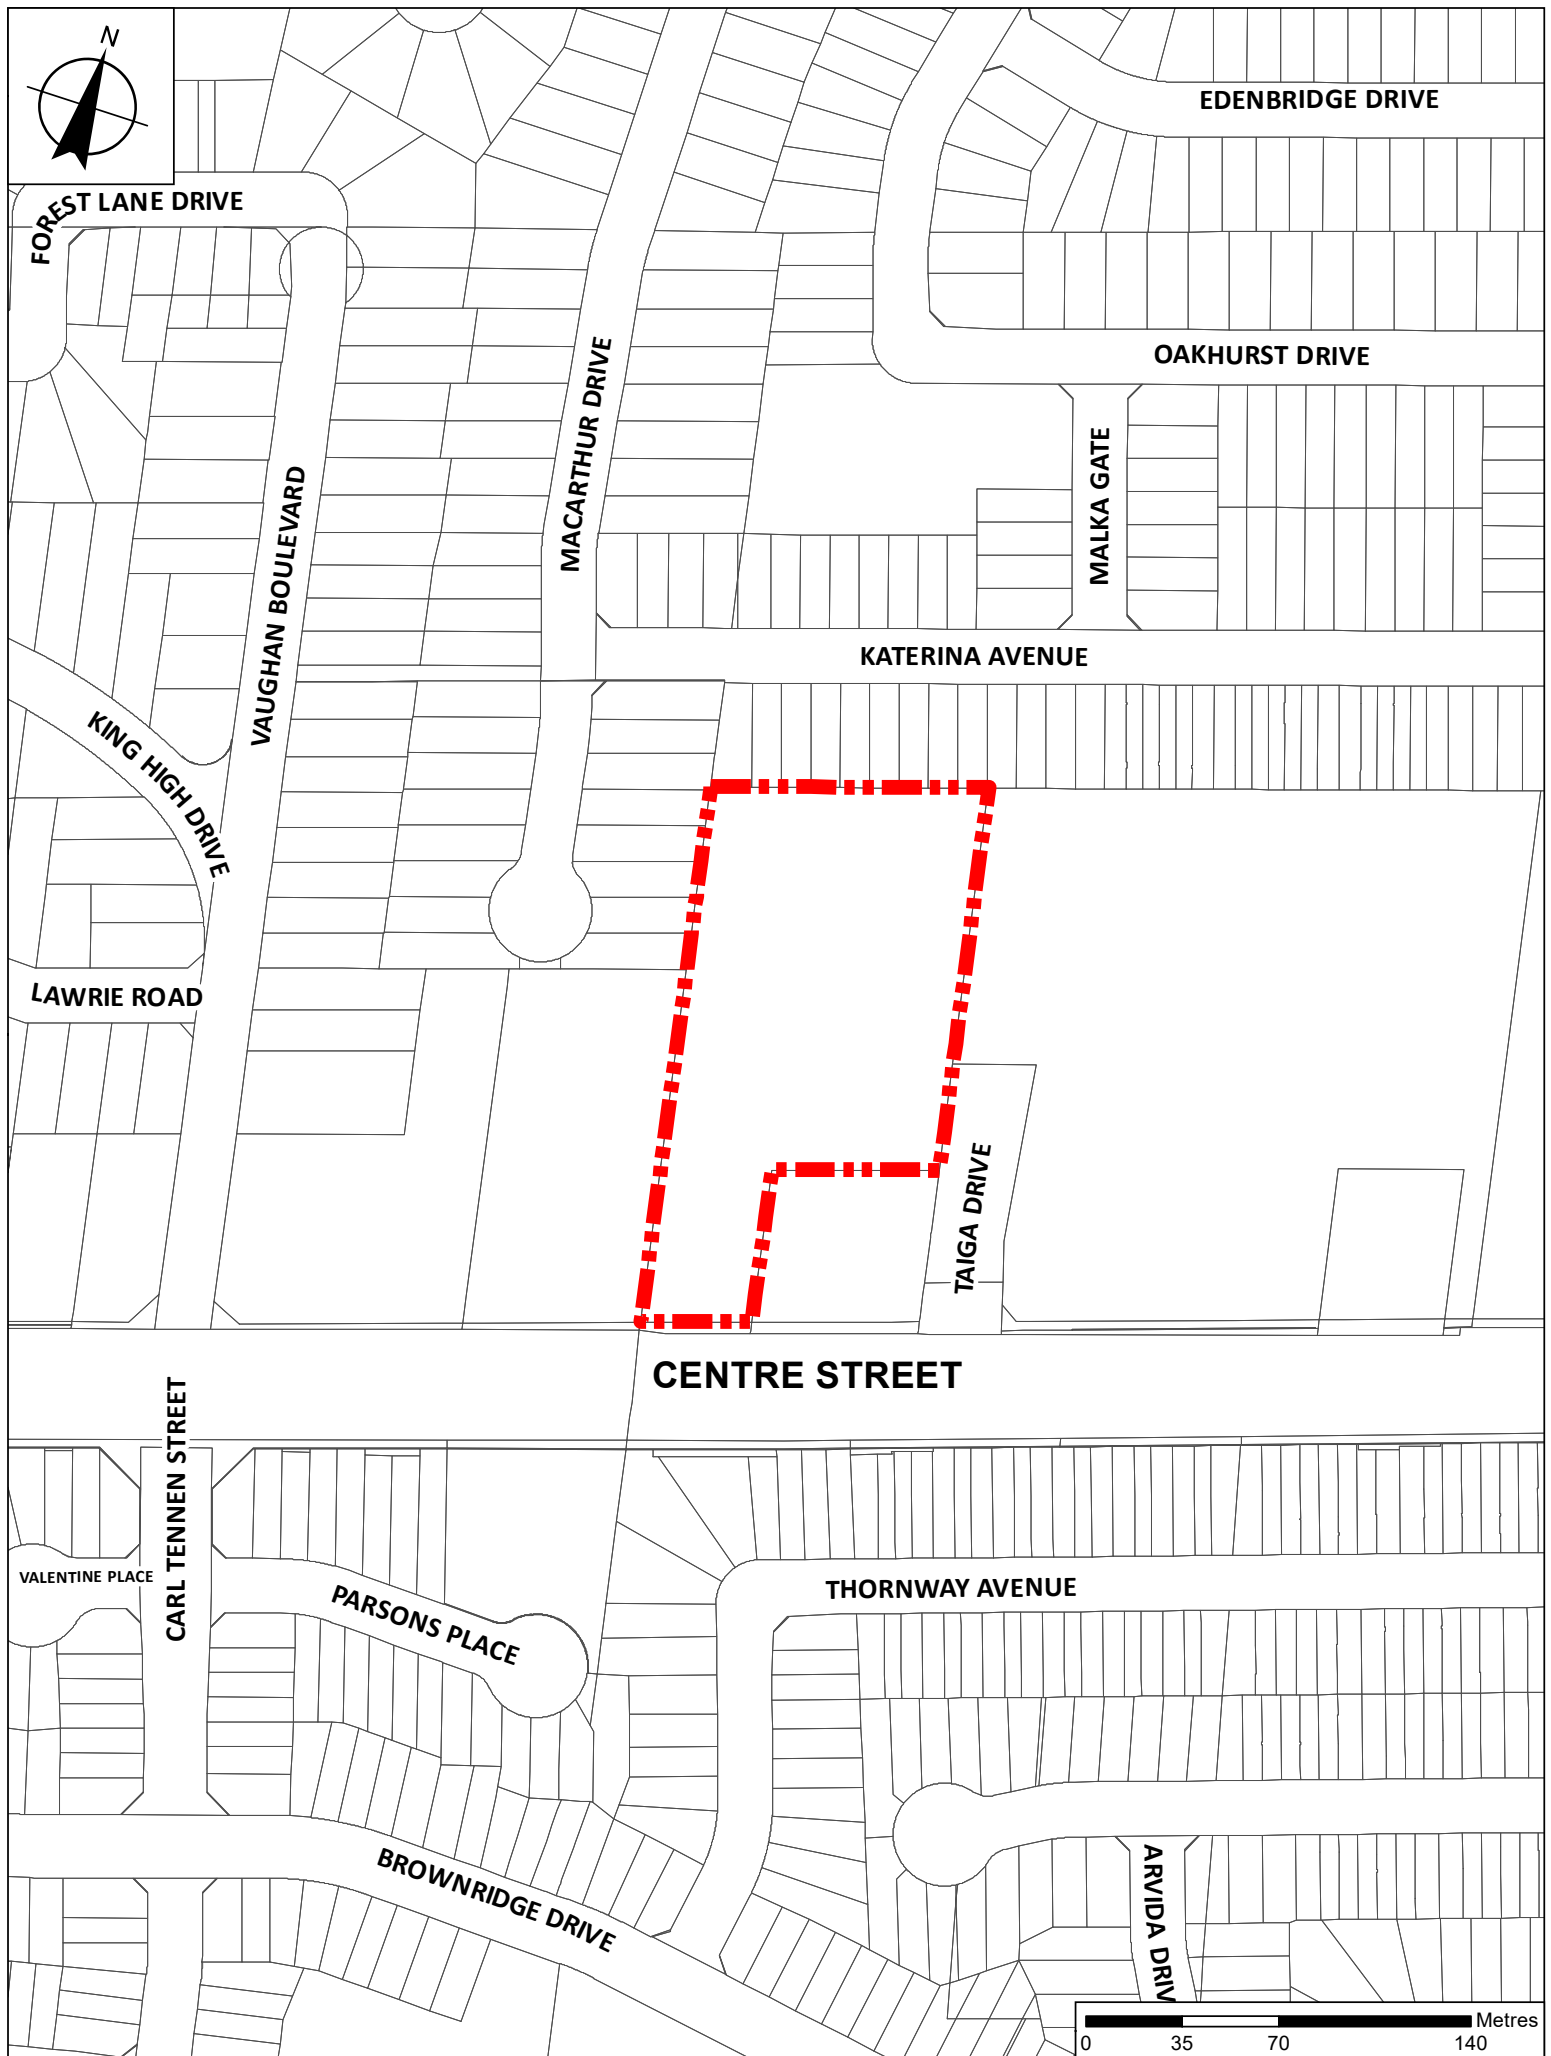 N
EDENBRIDGE DRIVE
FOREST LANE DRIVE
OAKHURST DRIVE
MACARTHUR DRIVE
MALKA GATE
VAUGHAN BOULEVARD
KATERINA AVENUE
KING HIGH DRIVE
LAWRIE ROAD
TAIGA DRIVE
CENTRE STREET
CARL TENNEN STREET
VALENTINE PLACE
THORNWAY AVENUE
PARSONS PLACE
BROWNRIDGE DRIVE
ARVIDA DRIV
Metres
0 35 70 140